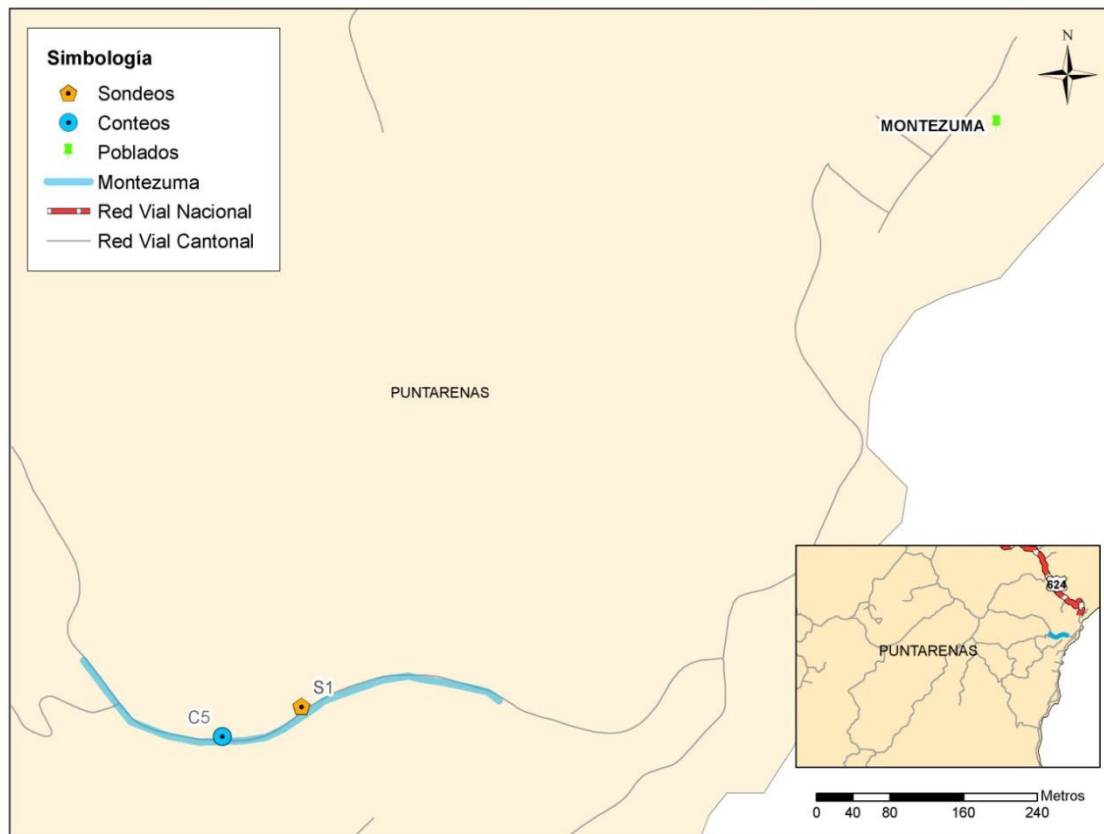 Simbología
Sondeos
Conteos
Poblados
Montezuma
Red Vial Nacional
Red Vial Cantonal
N
MONTEZUMA
PUNTARENAS
S1
C5
624
PUNTARENAS
Metros
0 40 80 160 240